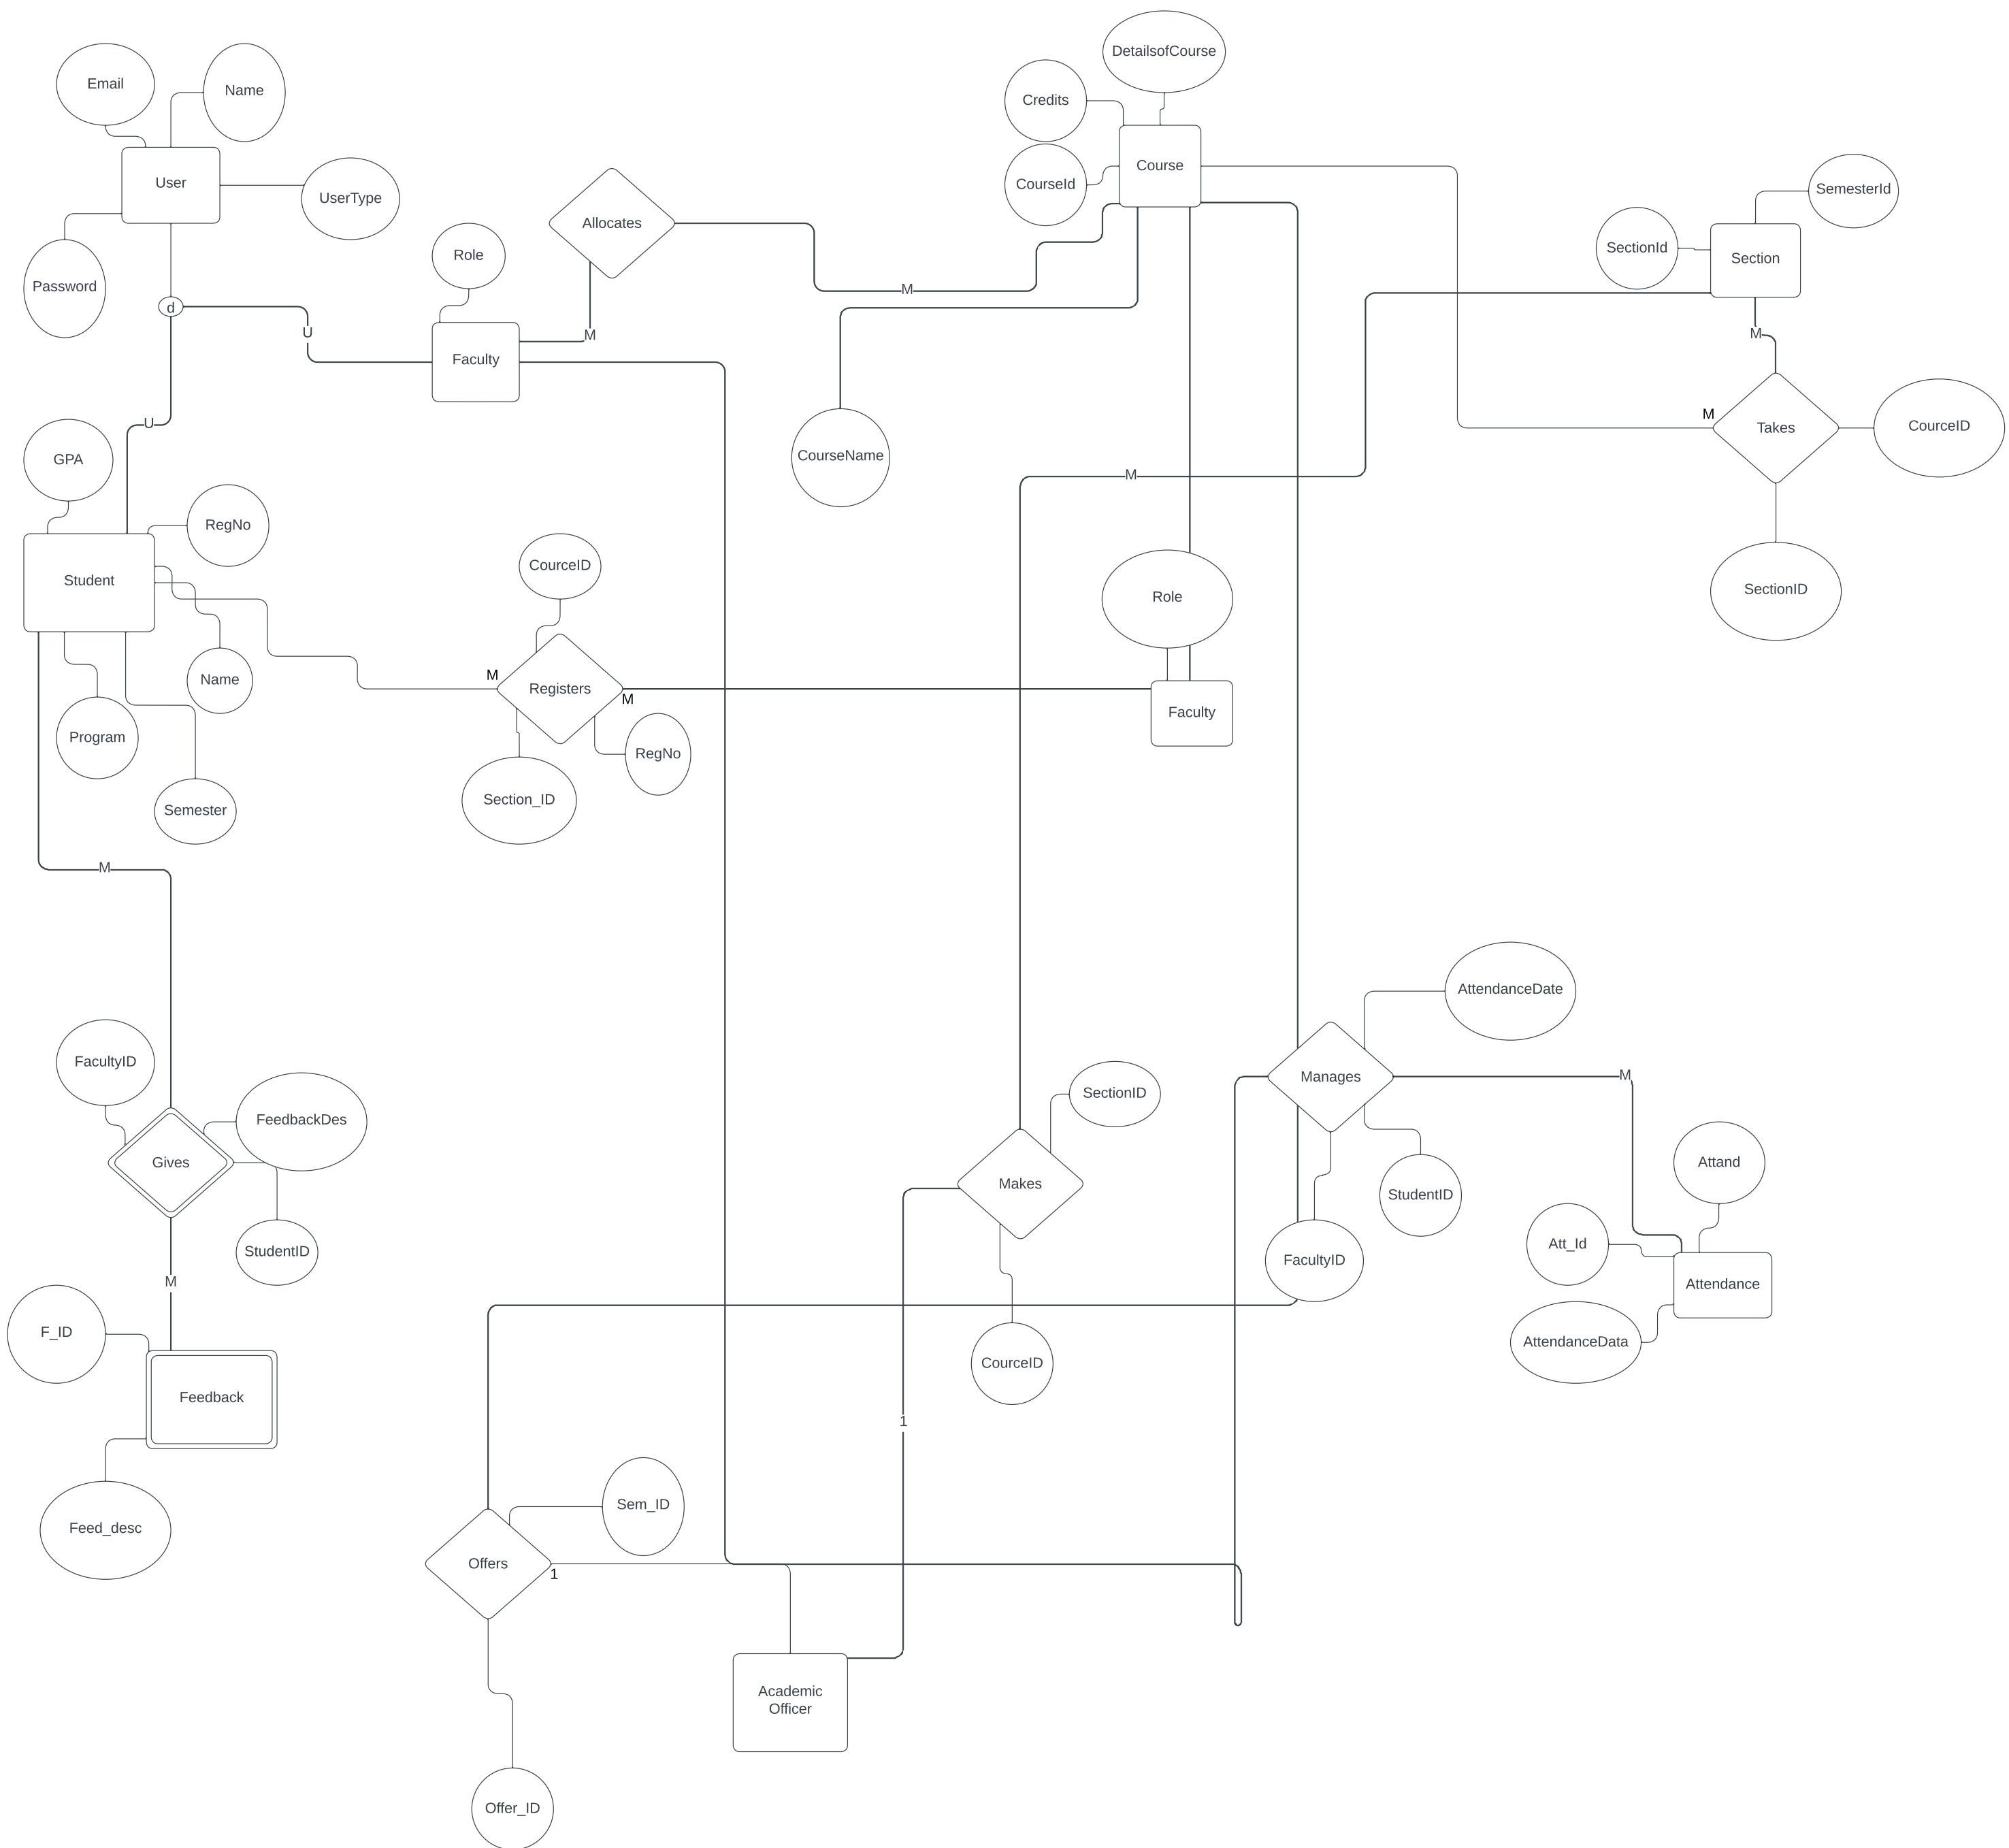 DetailsofCourse
Email
Name
Credits
User
Course
CourseId
UserType
SemesterId
Allocates
Role
SectionId
Section
Password
d
M
U
M
M
Faculty
M
Takes
CourceID
U
GPA
CourseName
M
RegNo
Student
CourceID
SectionID
Role
M
Registers
M
Name
Faculty
Program
RegNo
Semester
Section_ID
M
AttendanceDate
FacultyID
Manages
M
SectionID
FeedbackDes
Gives
Attand
Makes
StudentID
StudentID
FacultyID
Att_Id
M
Attendance
F_ID
AttendanceData
CourceID
Feedback
1
Sem_ID
Feed_desc
Offers
1
Academic
Officer
Offer_ID